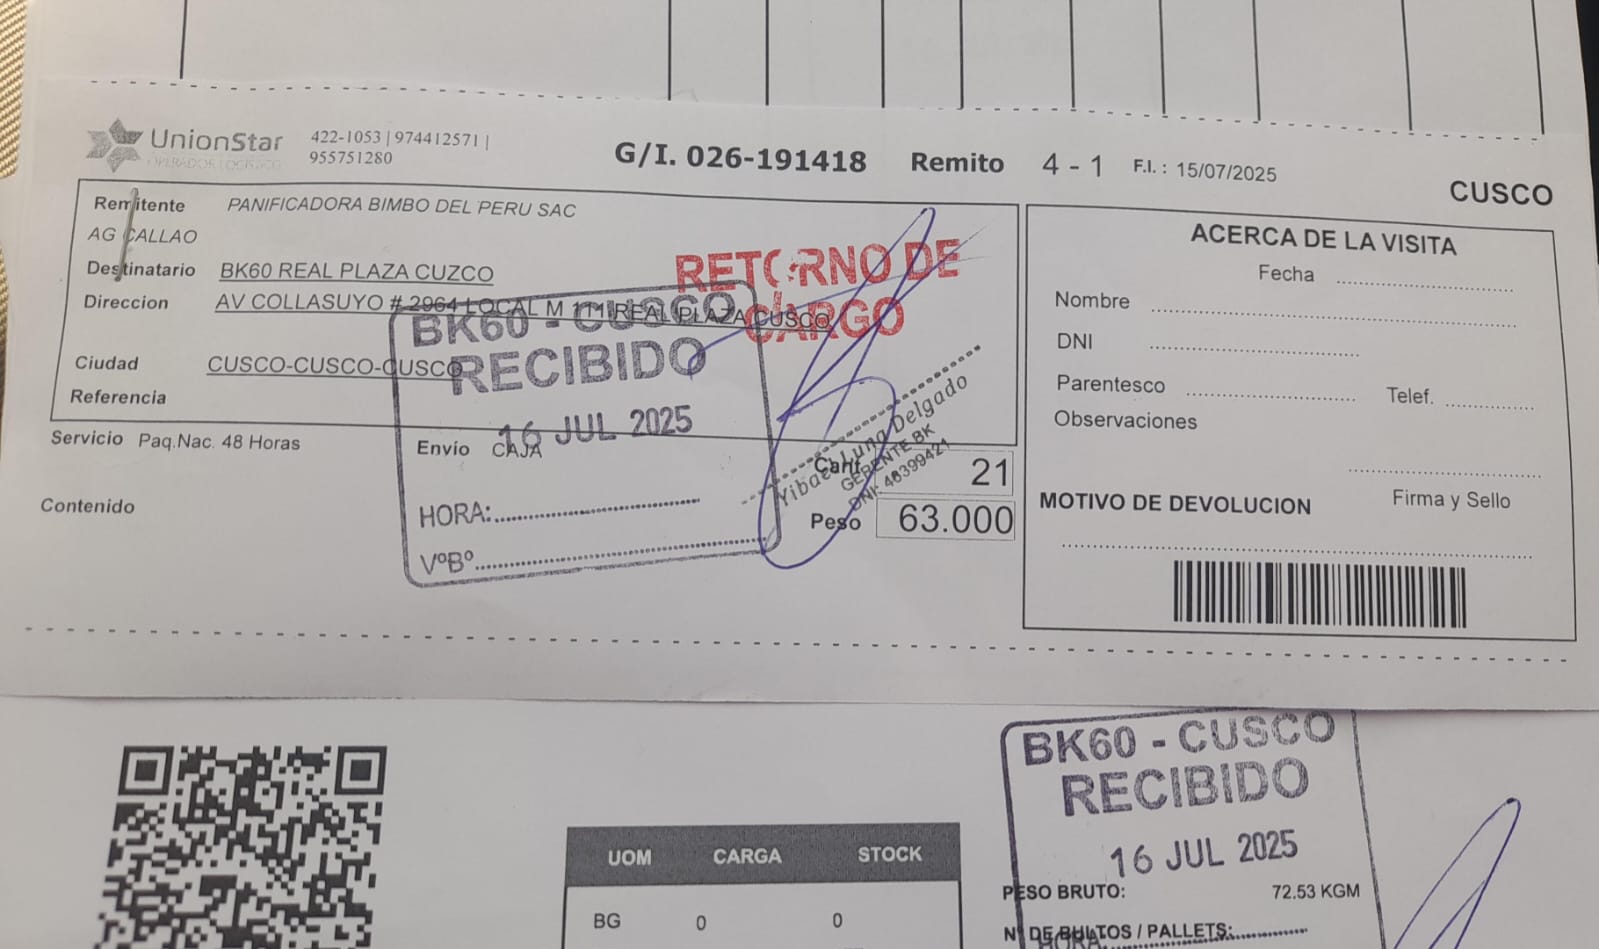 UnionStar
OPERADOR LOGISTICO
422-1053 | 974412571 |
955751280
G/I. 026-191418 Remito 4 - 1 F.I. : 15/07/2025
CUSCO
Remitente PANIFICADORA BIMBO DEL PERU SAC
AG CALLAO
Destinatario BK60 REAL PLAZA CUZCO
Direccion AV COLLASUYO # 2964 LOCAL M 111 REAL PLAZA CUSCO
Ciudad CUSCO-CUSCO-CUSCO
Referencia
RETORNO DE
CARGO
BK60 - CUSCO
RECIBIDO
16 JUL 2025
HORA:
VºBº
Servicio Paq.Nac. 48 Horas
Envío CAJA
Cant 21
Peso 63.000
Contenido
Luna Delgado
GERENTE BK
DNI- 48399421
ACERCA DE LA VISITA
Fecha
Nombre
DNI
Parentesco Telef.
Observaciones
Firma y Sello
MOTIVO DE DEVOLUCION
UOM CARGA STOCK
BG 0 0
BK60 - CUSCO
RECIBIDO
16 JUL 2025
PESO BRUTO: 72.53 KGM
Nº DE BULTOS / PALLETS:
HORA: